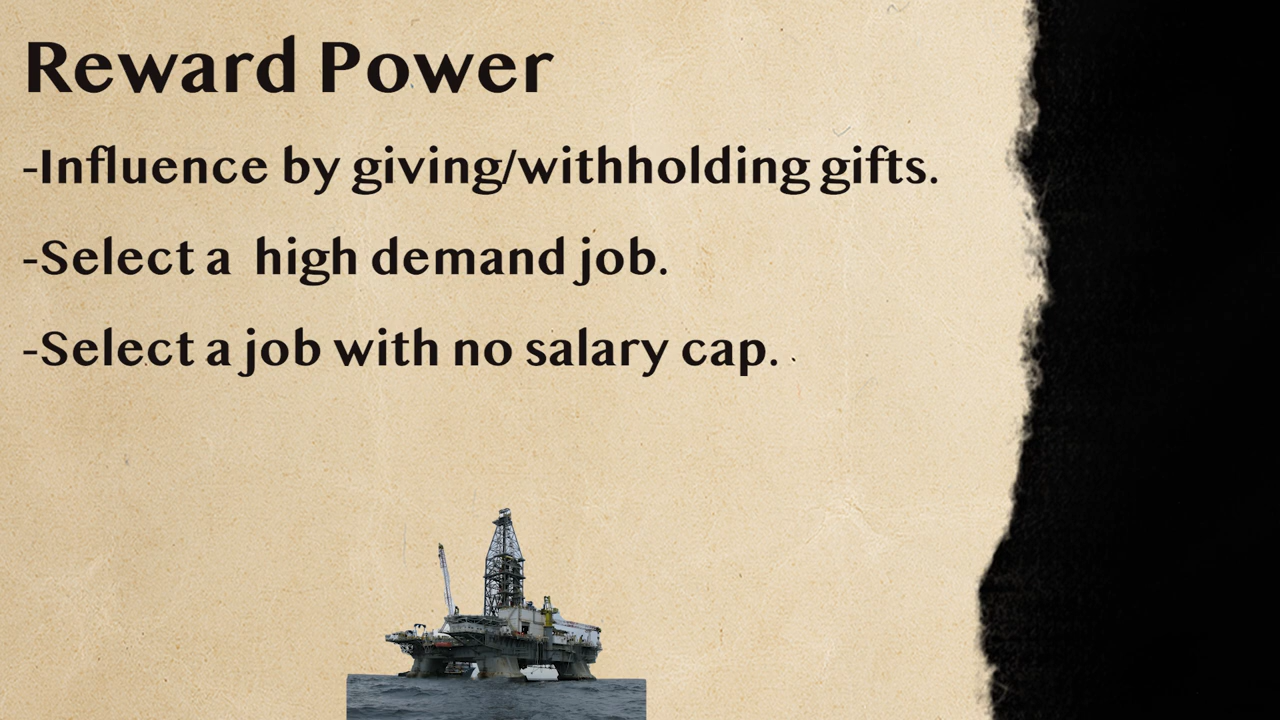 Reward Power
-Influence by giving/withholding gifts.
-Select a  high demand job.
-Select a job with no salary cap.